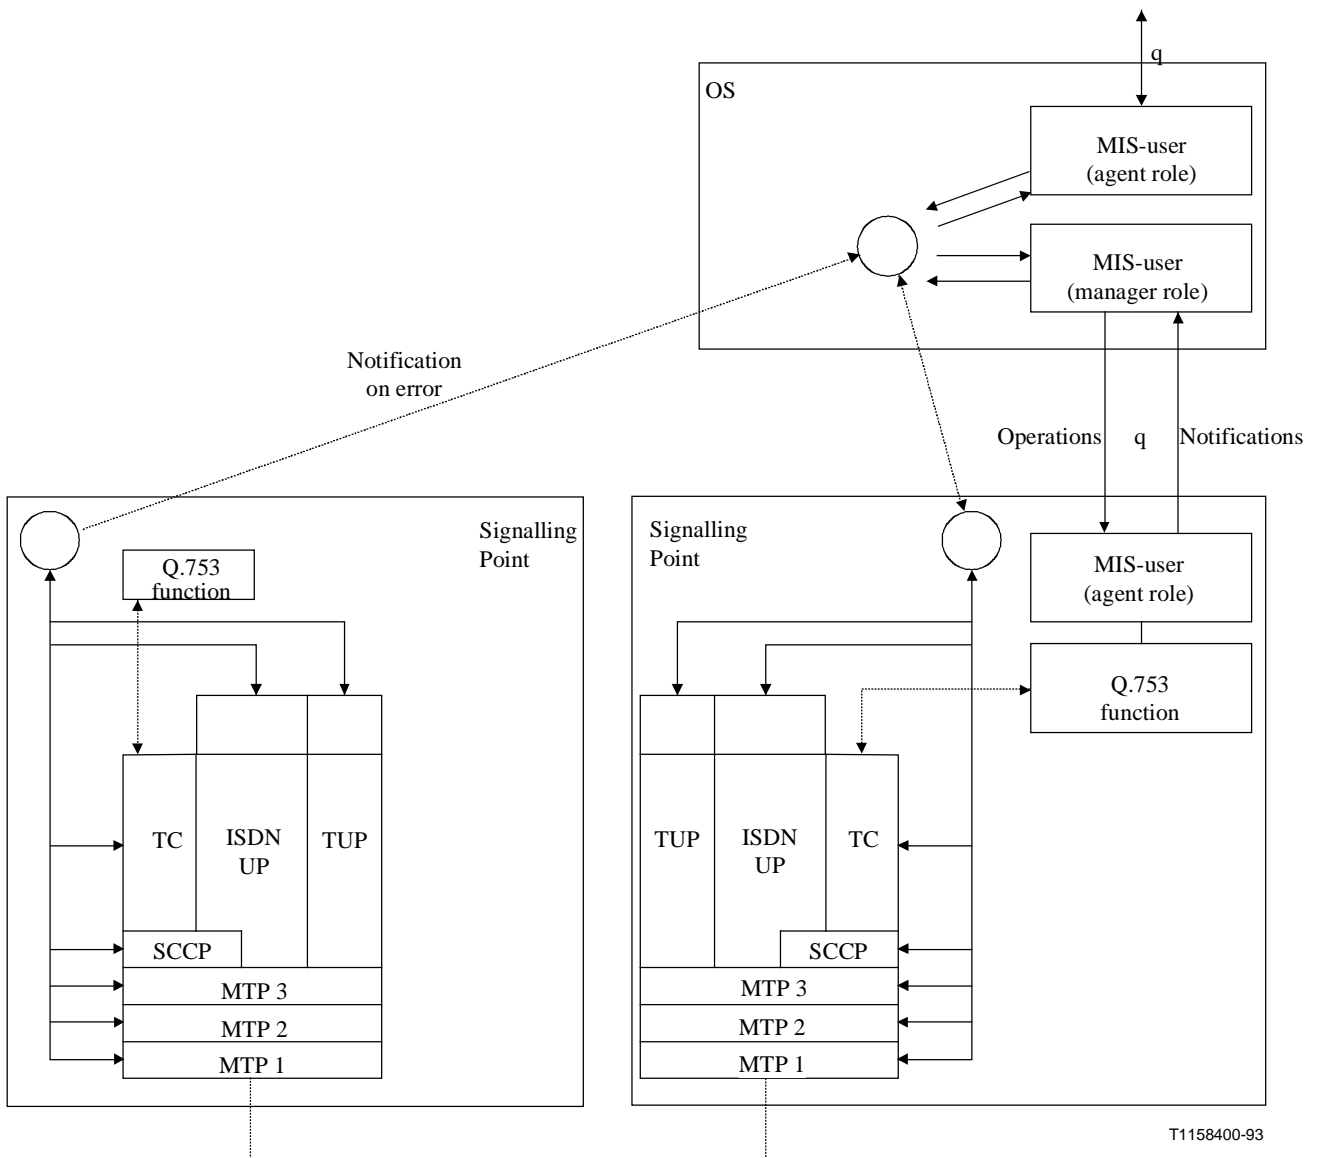 q
OS
MIS-user
(agent role)
MIS-user
(manager role)
Notification
on error
Operations
q
Notifications
Signalling
Point
Q.753
function
TC
ISDN
UP
TUP
SCCP
MTP 3
MTP 2
MTP 1
Signalling
Point
MIS-user
(agent role)
Q.753
function
TUP
ISDN
UP
TC
SCCP
MTP 3
MTP 2
MTP 1
T1158400-93